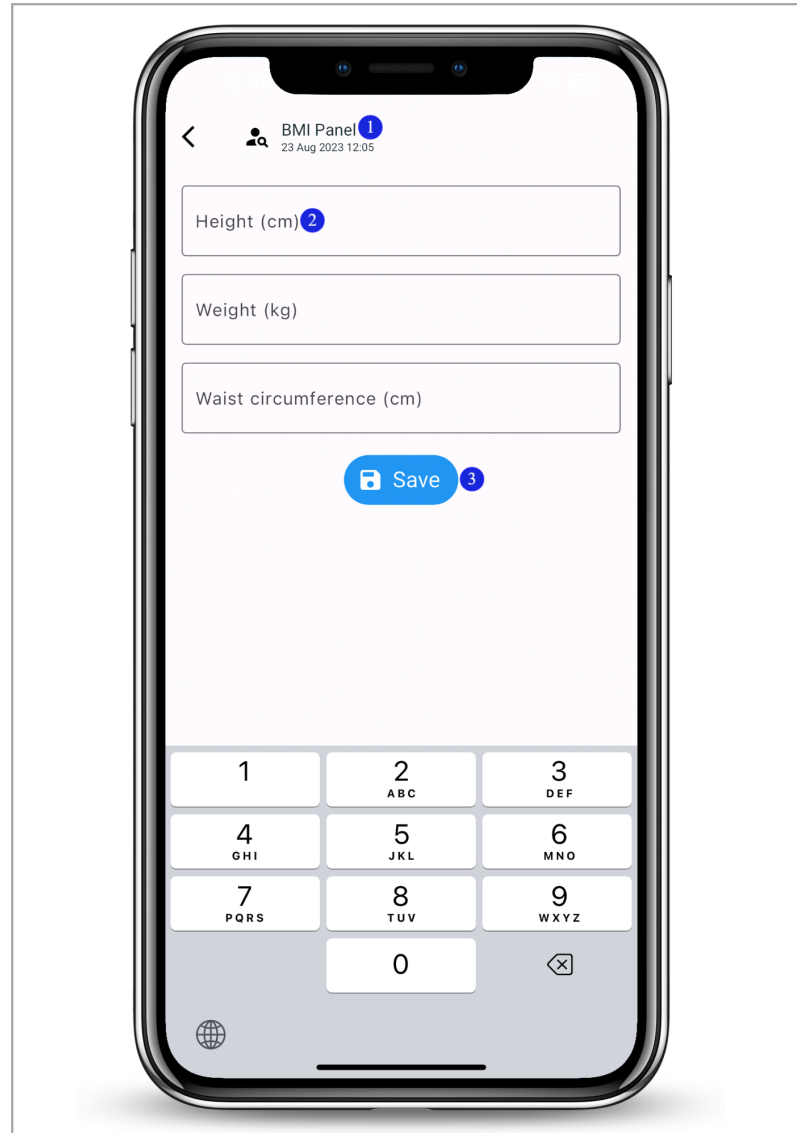 BMI Panel 1
23 Aug 2023 12:05
Height (cm) 2
Weight (kg)
Waist circumference (cm)
Save 3
1 2 3
ABC DEF
4 5 6
GHI JKL MNO
7 8 9
PQRS TUV WXYZ
0